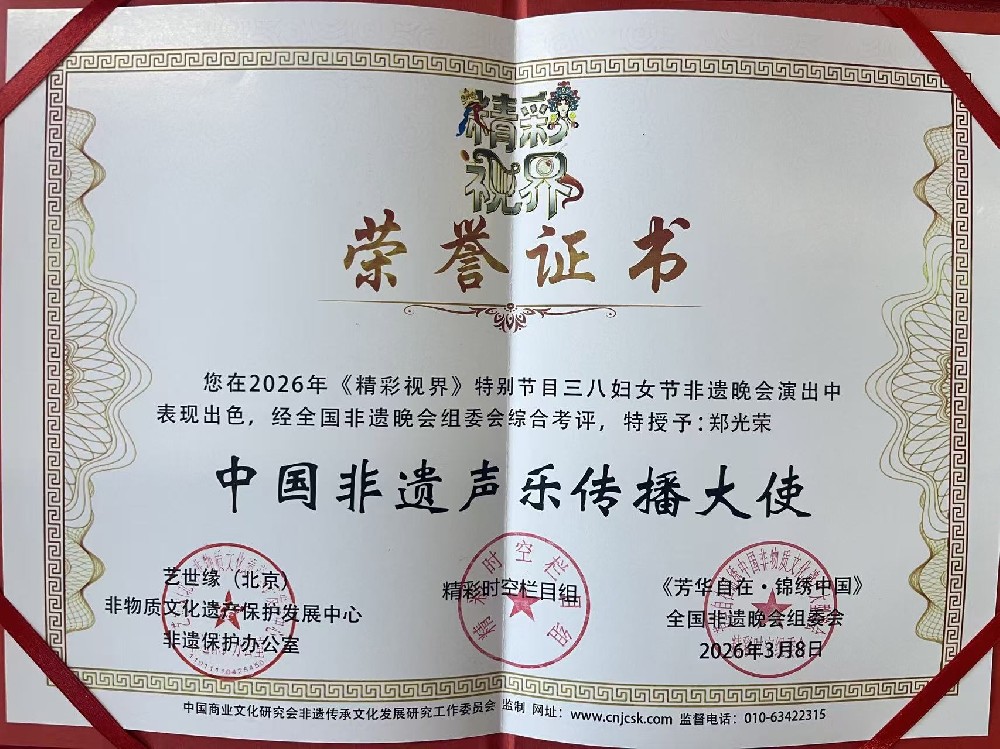 精彩
视界
荣誉证书
您在2026年《精彩视界》特别节目三八妇女节非遗晚会演出中
表现出色，经全国非遗晚会组委会综合考评，特授予：郑光荣
中国非遗声乐传播大使
艺世缘（北京）
非物质文化遗产保护发展中心
非遗保护办公室
精彩时空栏目组
精彩时空栏目组
《芳华自在·锦绣中国》
全国非遗晚会组委会
2026年3月8日
中国商业文化研究会非遗传承文化发展研究工作委员会 监制 网址：www.cnjcsk.com 监督电话：010-63422315